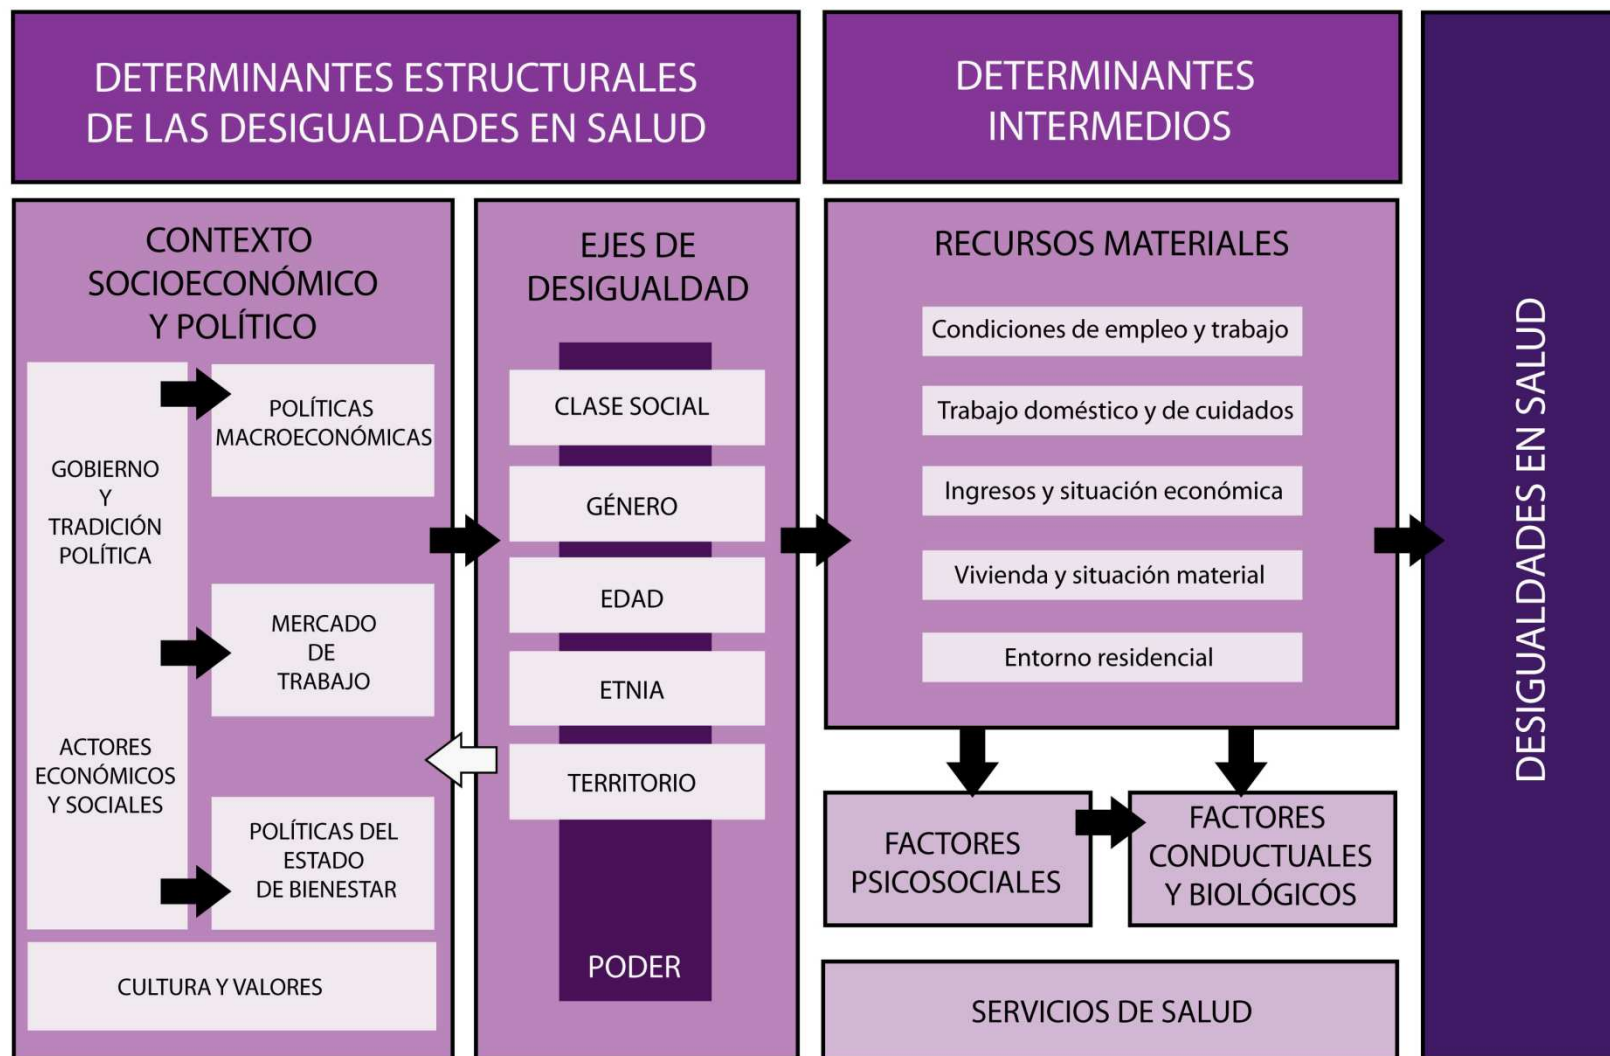 DETERMINANTES ESTRUCTURALES
DE LAS DESIGUALDADES EN SALUD
DETERMINANTES
INTERMEDIOS
CONTEXTO
SOCIOECONÓMICO
Y POLÍTICO
GOBIERNO
Y
TRADICIÓN
POLÍTICA
ACTORES
ECONÓMICOS
Y SOCIALES
POLÍTICAS
MACROECONÓMICAS
MERCADO
DE
TRABAJO
POLÍTICAS DEL
ESTADO
DE BIENESTAR
CULTURA Y VALORES
EJES DE
DESIGUALDAD
CLASE SOCIAL
GÉNERO
EDAD
ETNIA
TERRITORIO
PODER
RECURSOS MATERIALES
Condiciones de empleo y trabajo
Trabajo doméstico y de cuidados
Ingresos y situación económica
Vivienda y situación material
Entorno residencial
FACTORES
PSICOSOCIALES
FACTORES
CONDUCTUALES
Y BIOLÓGICOS
SERVICIOS DE SALUD
DESIGUALDADES EN SALUD